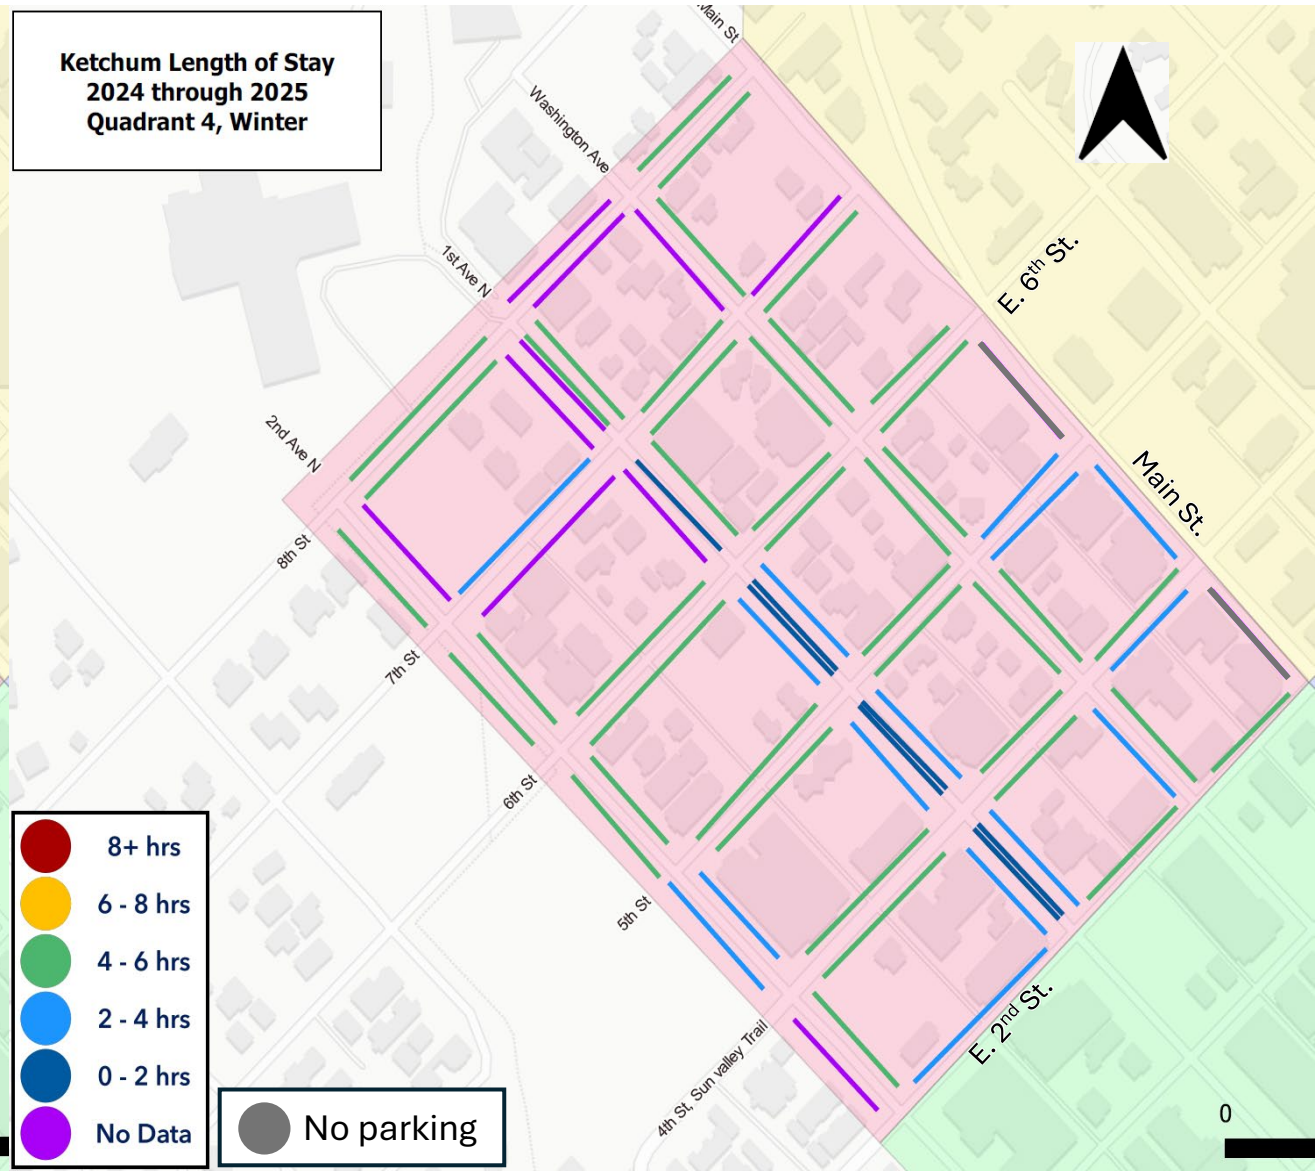 Ketchum Length of Stay
2024 through 2025
Quadrant 4, Winter
Main St
Washington Ave
1st Ave N
2nd Ave N
E. 6th St.
Main St.
8th St
7th St
6th St
5th St
4th St, Sun valley Trail
E. 2nd St.
8+ hrs
6 - 8 hrs
4 - 6 hrs
2 - 4 hrs
0 - 2 hrs
No Data
No parking
0